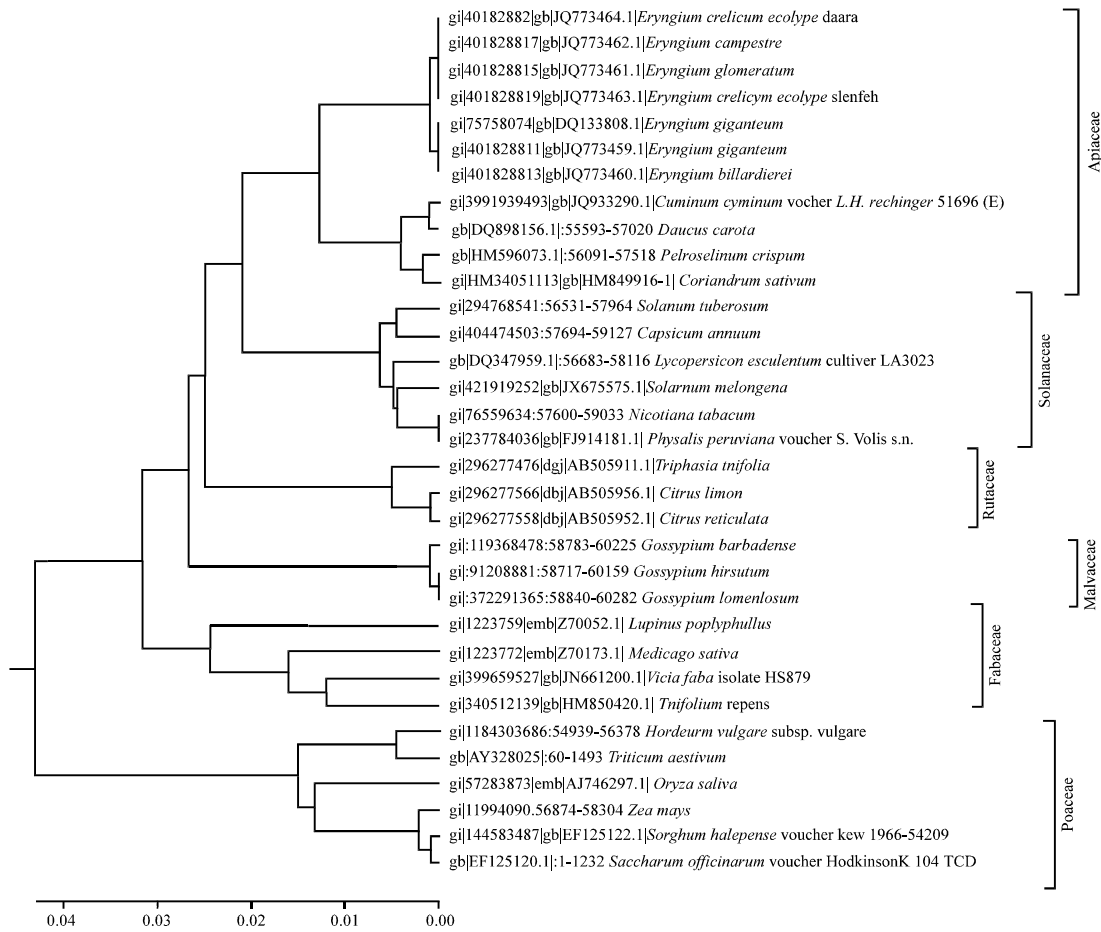 gi|40182882|gb|JQ773464.1|Eryngium crelicum ecolype daara
gi|401828817|gb|JQ773462.1|Eryngium campestre
gi|401828815|gb|JQ773461.1|Eryngium glomeratum
gi|401828819|gb|JQ773463.1|Eryngium crelicym ecolype slenfeh
gi|75758074|gb|DQ133808.1|Eryngium giganteum
gi|401828811|gb|JQ773459.1|Eryngium giganteum
gi|401828813|gb|JQ773460.1|Eryngium billardierei
gi|3991939493|gb|JQ933290.1|Cuminum cyminum vocher L.H. rechinger 51696 (E)
gb|DQ898156.1|:55593-57020 Daucus carota
gb|HM596073.1|:56091-57518 Pelroselinum crispum
gi|HM34051113|gb|HM849916-1| Coriandrum sativum
Apiaceae
gi|294768541:56531-57964 Solanum tuberosum
gi|404474503:57694-59127 Capsicum annuum
gb|DQ347959.1|:56683-58116 Lycopersicon esculentum cultiver LA3023
gi|421919252|gb|JX675575.1|Solarnum melongena
gi|76559634:57600-59033 Nicotiana tabacum
gi|237784036|gb|FJ914181.1| Physalis peruviana voucher S. Volis s.n.
Solanaceae
gi|296277476|dgj|AB505911.1|Triphasia tnifolia
gi|296277566|dbj|AB505956.1| Citrus limon
gi|296277558|dbj|AB505952.1| Citrus reticulata
Rutaceae
gi|:119368478:58783-60225 Gossypium barbadense
gi|:91208881:58717-60159 Gossypium hirsutum
gi|:372291365:58840-60282 Gossypium lomenlosum
Malvaceae
gi|1223759|emb|Z70052.1| Lupinus poplyphullus
gi|1223772|emb|Z70173.1| Medicago sativa
gi|399659527|gb|JN661200.1|Vicia faba isolate HS879
gi|340512139|gb|HM850420.1| Tnifolium repens
Fabaceae
gi|1184303686:54939-56378 Hordeurm vulgare subsp. vulgare
gb|AY328025|:60-1493 Triticum aestivum
gi|57283873|emb|AJ746297.1| Oryza saliva
gi|11994090.56874-58304 Zea mays
gi|144583487|gb|EF125122.1|Sorghum halepense voucher kew 1966-54209
gb|EF125120.1|:1-1232 Saccharum officinarum voucher HodkinsonK 104 TCD
Poaceae
0.04 0.03 0.02 0.01 0.00